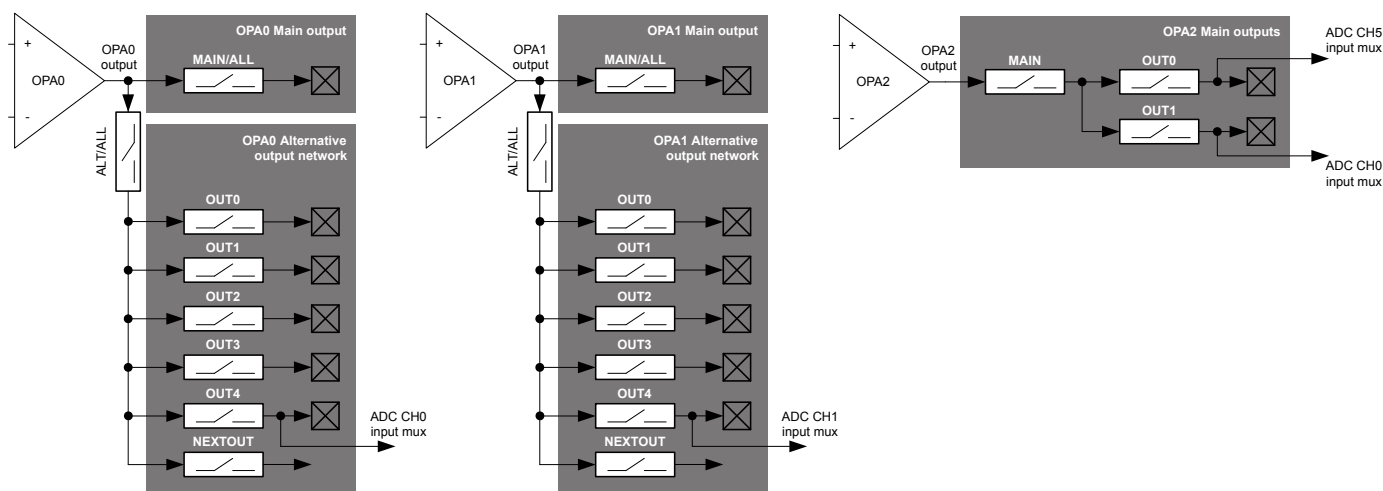 OPA0 Main output
OPA0
output
MAIN/ALL
+
OPA0
-
ALT/ALL
OPA0 Alternative
output network
OUT0
OUT1
OUT2
OUT3
OUT4
ADC CH0
input mux
NEXTOUT
OPA1 Main output
OPA1
output
MAIN/ALL
+
OPA1
-
ALT/ALL
OPA1 Alternative
output network
OUT0
OUT1
OUT2
OUT3
OUT4
ADC CH1
input mux
NEXTOUT
OPA2 Main outputs
ADC CH5
input mux
+
OPA2
-
OPA2
output
MAIN
OUT0
OUT1
ADC CH0
input mux